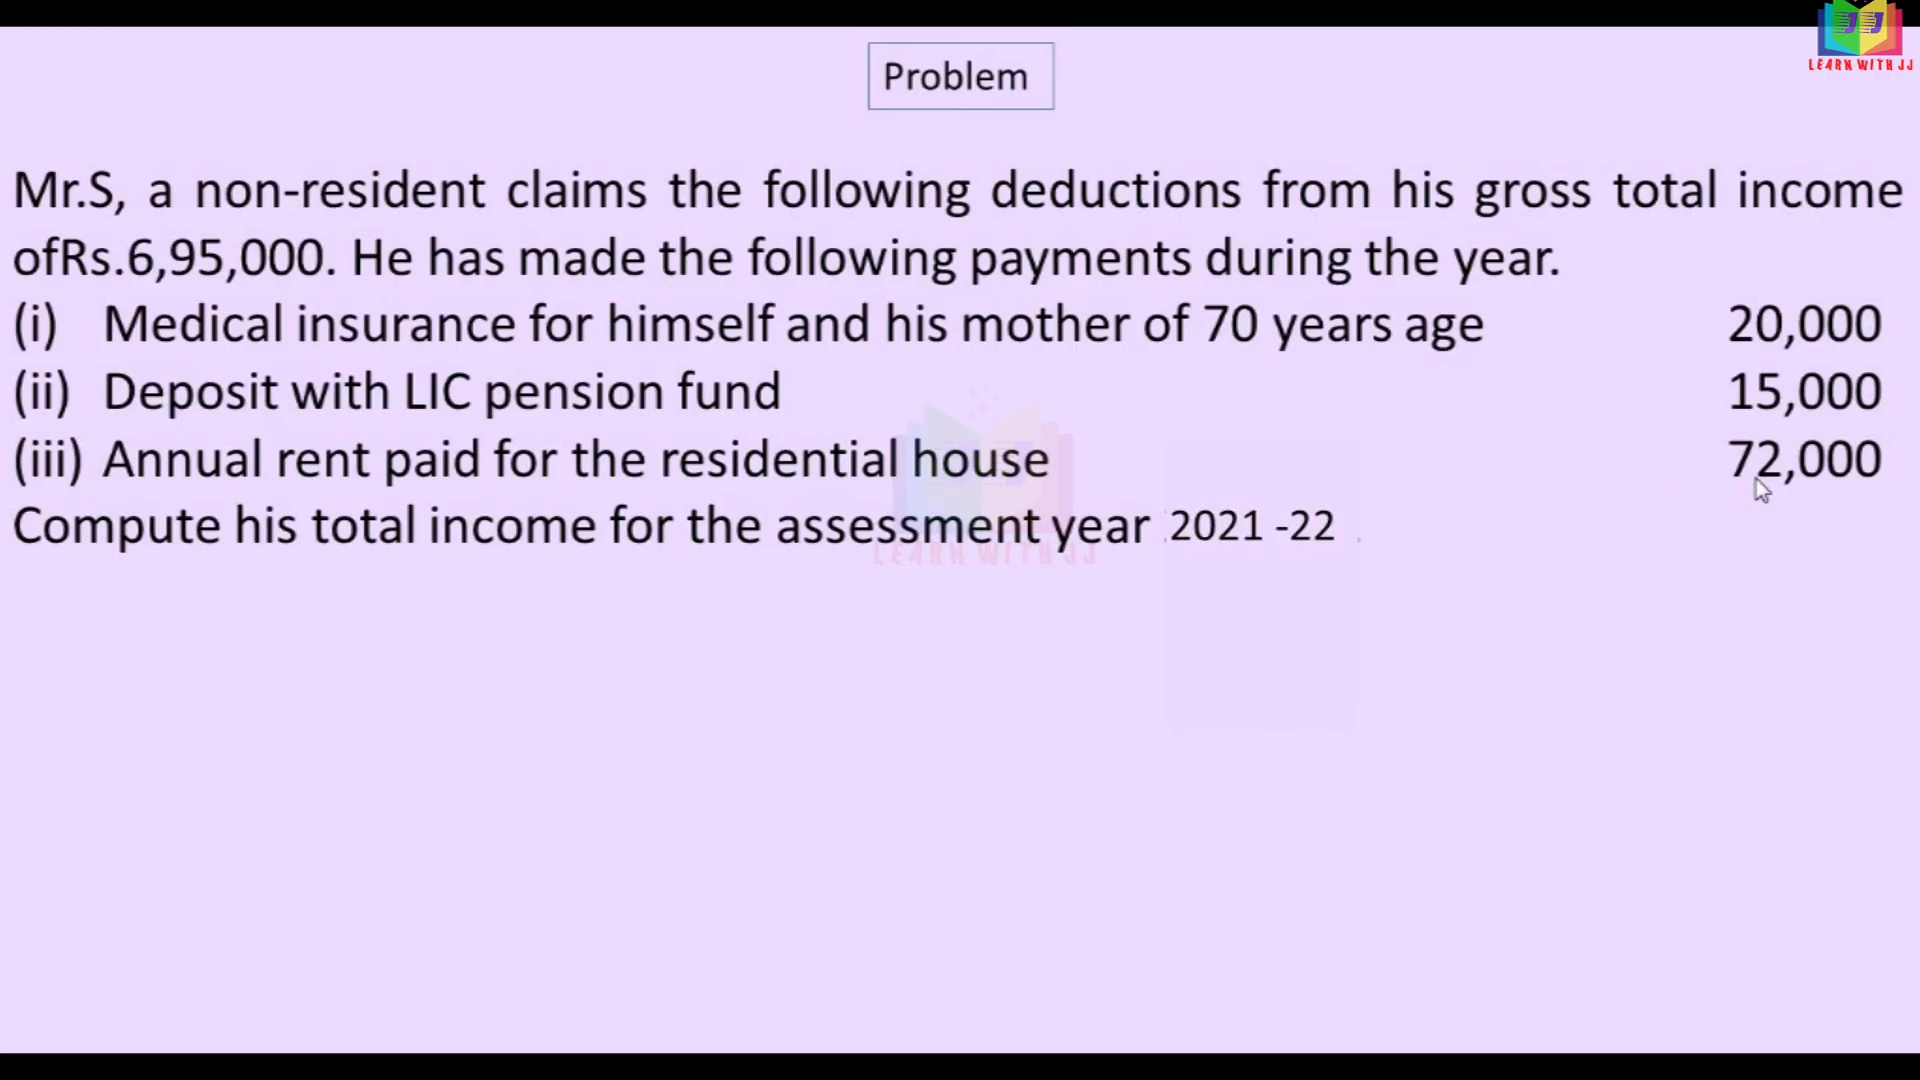 LEARN WITH JJ
Problem
Mr.S, a non-resident claims the following deductions from his gross total income
ofRs.6,95,000. He has made the following payments during the year.
(i) Medical insurance for himself and his mother of 70 years age 20,000
(ii) Deposit with LIC pension fund 15,000
(iii) Annual rent paid for the residential house 72,000
Compute his total income for the assessment year 2021 -22
LEARN WITH JJ